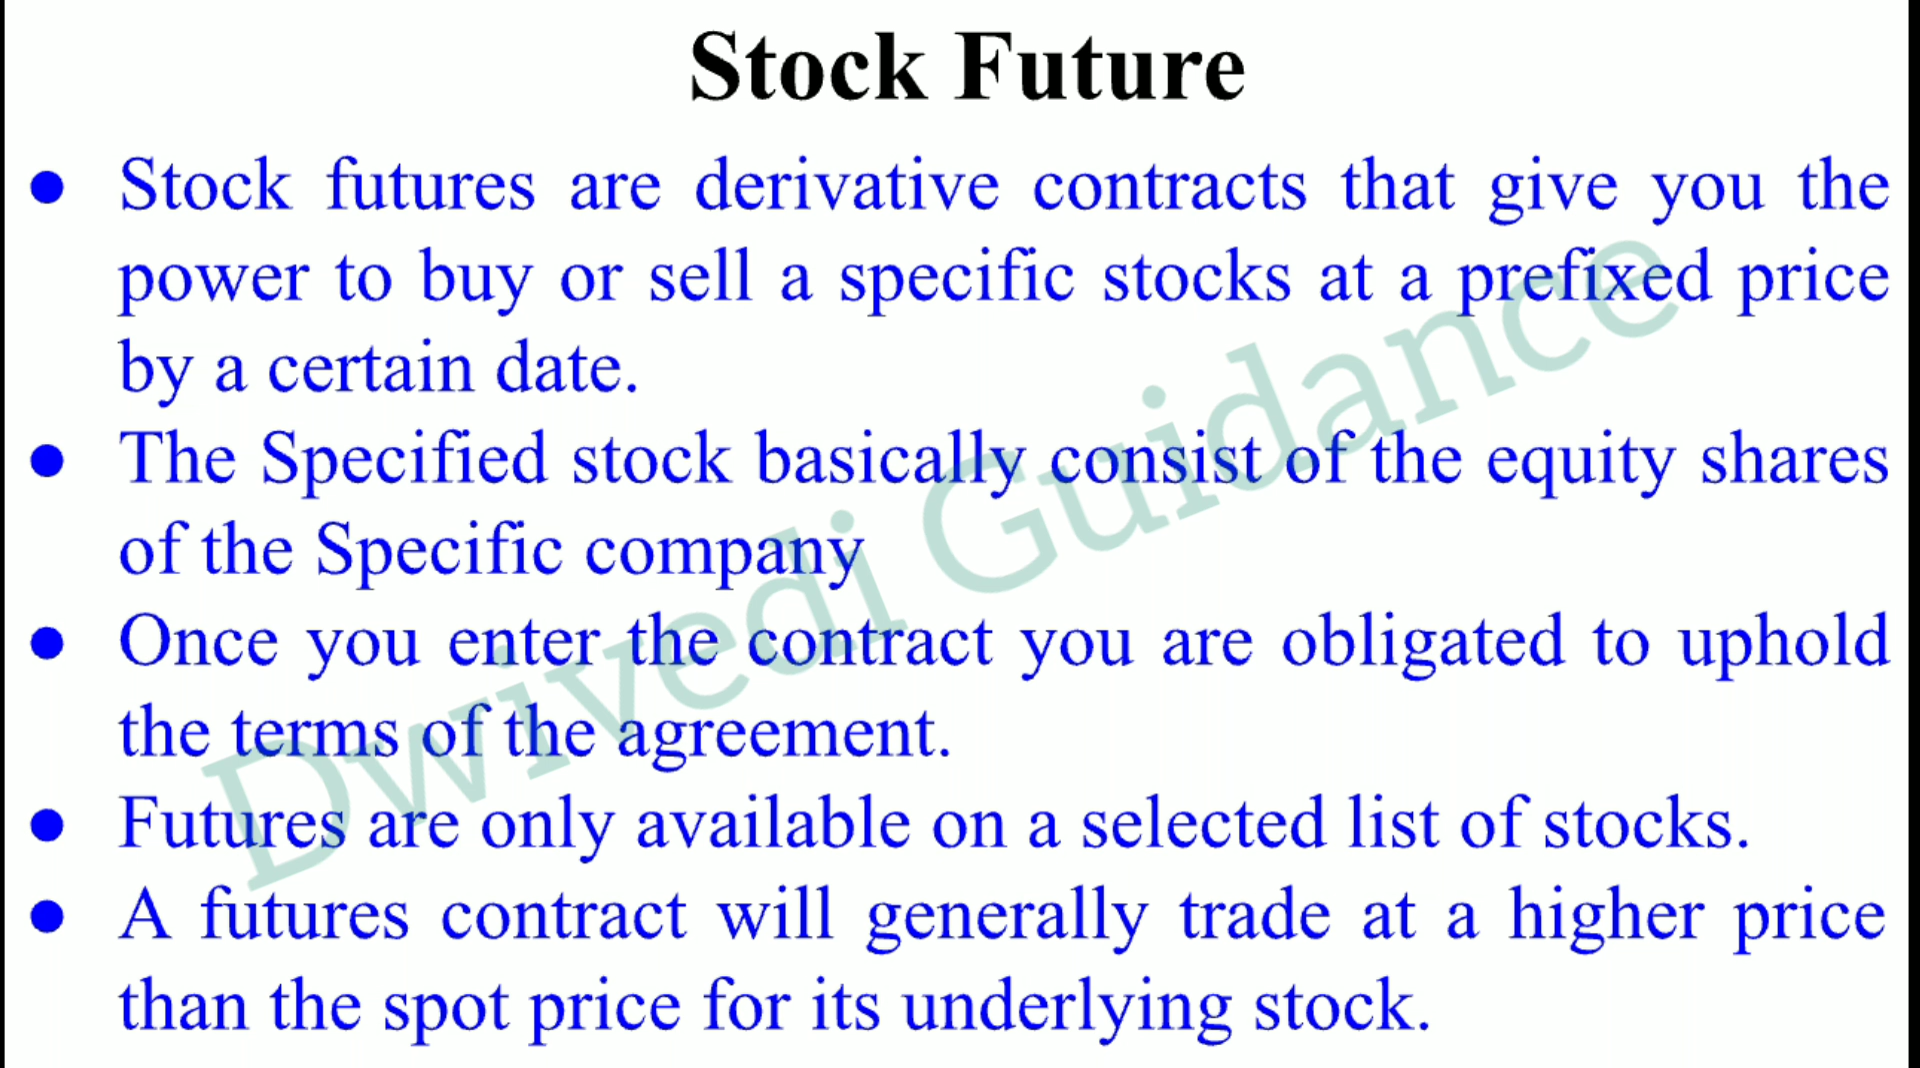 Stock Future
● Stock futures are derivative contracts that give you the
power to buy or sell a specific stocks at a prefixed price
by a certain date.
● The Specified stock basically consist of the equity shares
of the Specific company
● Once you enter the contract you are obligated to uphold
the terms of the agreement.
● Futures are only available on a selected list of stocks.
● A futures contract will generally trade at a higher price
than the spot price for its underlying stock.
Dwivedi Guidance